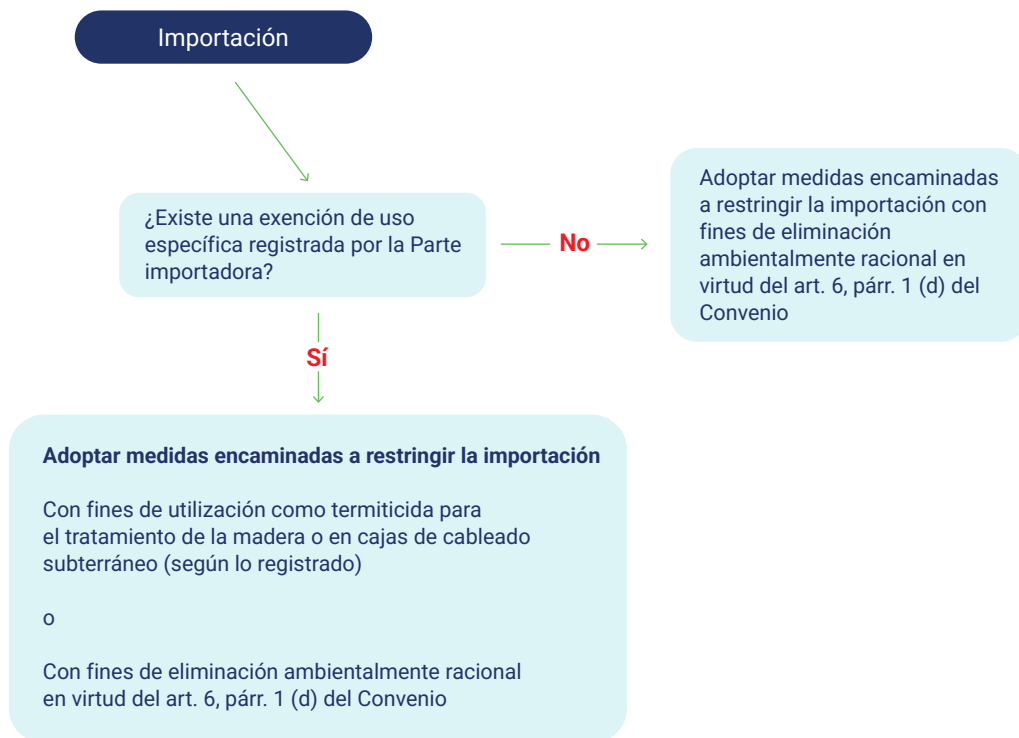 Importación
¿Existe una exención de uso
específica registrada por la Parte
importadora?
No
Adoptar medidas encaminadas
a restringir la importación con
fines de eliminación
ambientalmente racional en
virtud del art. 6, párr. 1 (d) del
Convenio
Sí
Adoptar medidas encaminadas a restringir la importación
Con fines de utilización como termiticida para
el tratamiento de la madera o en cajas de cableado
subterráneo (según lo registrado)
o
Con fines de eliminación ambientalmente racional
en virtud del art. 6, párr. 1 (d) del Convenio